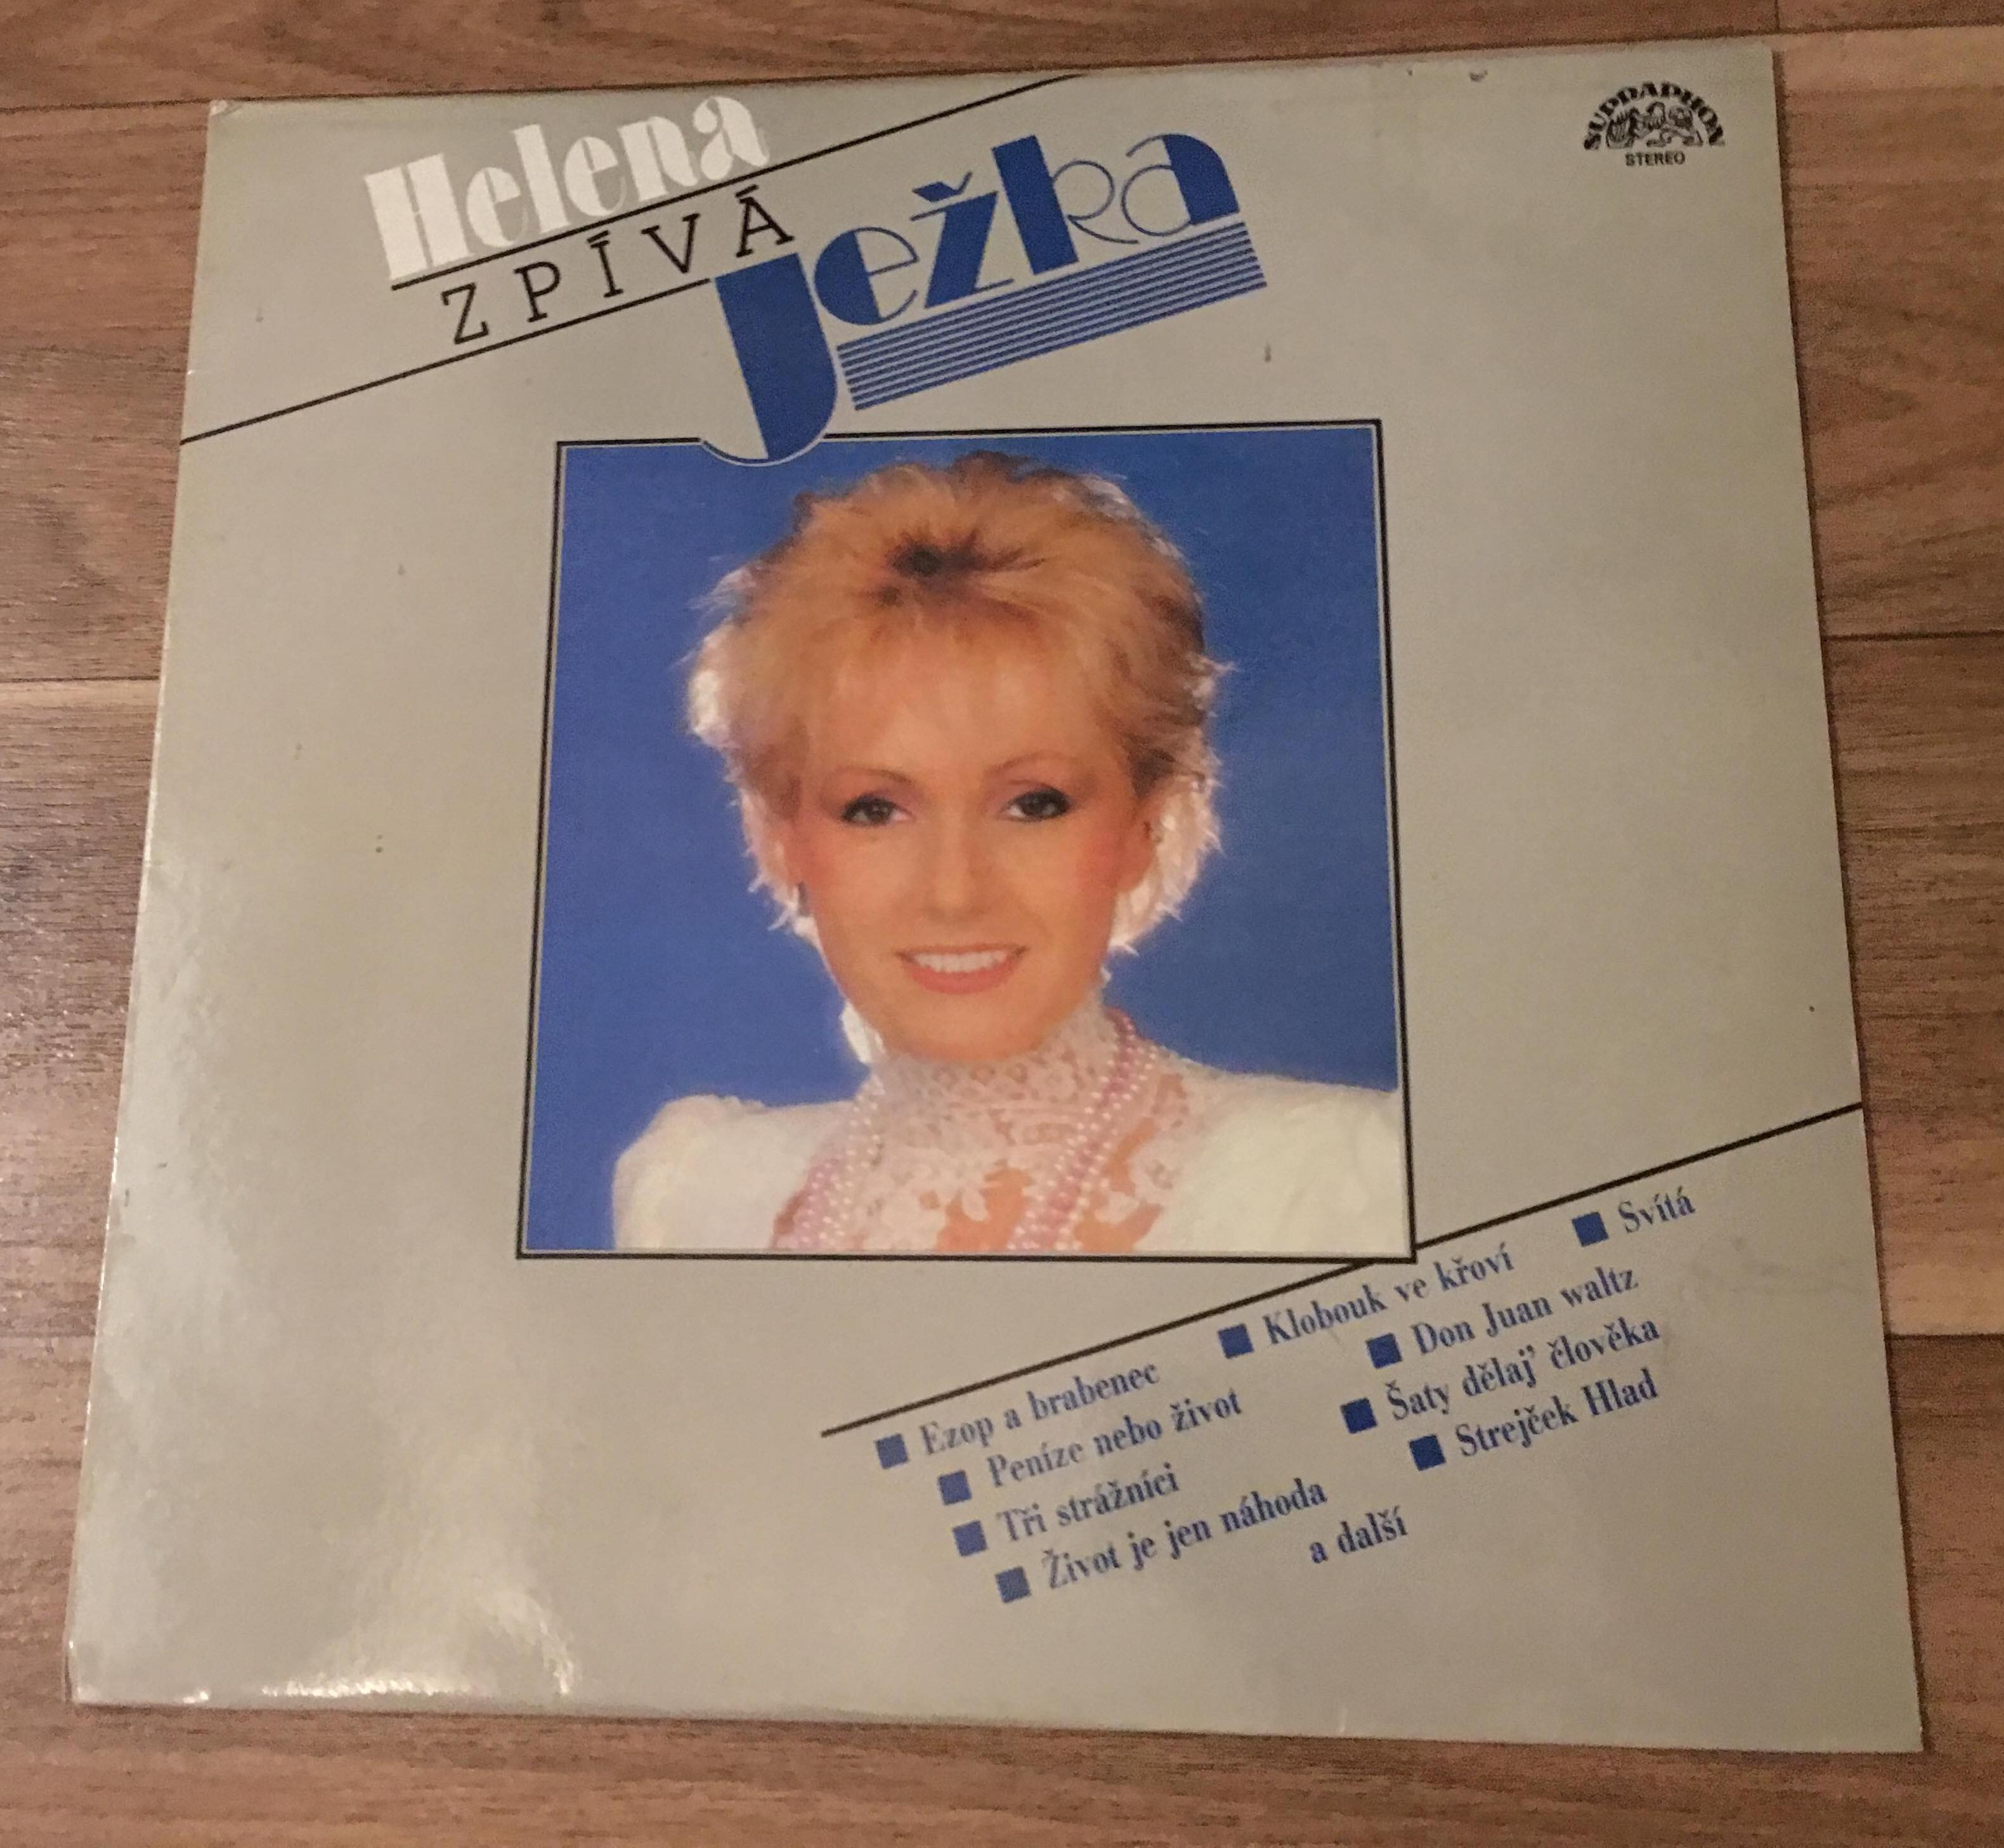 Helena
ZPÍVÁ
Ježka
SUPRAPHON
STEREO
Ezop a brabenec
Klobouk ve křoví
Svítá
Peníze nebo život
Don Juan waltz
Tři strážníci
Šaty dělaj' člověka
Život je jen náhoda
Strejček Hlad
a další